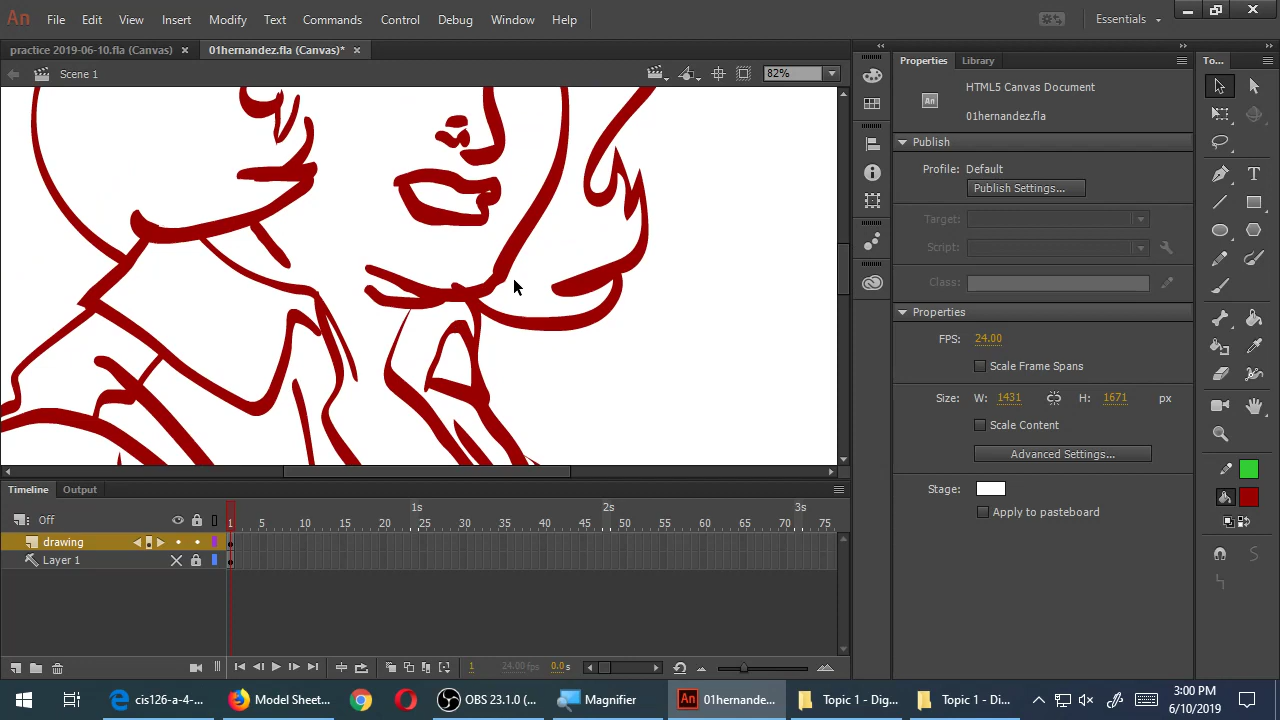 An File Edit View Insert Modify Text Commands Control Debug Window Help Essentials
practice 2019-06-10.fla (Canvas) × 01hernandez.fla (Canvas)* ×
Scene 1 82%
Properties Library
To...
HTML5 Canvas Document
An 01hernandez.fla
Publish
Profile: Default
Publish Settings...
Target:
Script:
Class:
Properties
FPS: 24.00
Scale Frame Spans
Size: W: 1431 H: 1671 px
Scale Content
Advanced Settings...
Stage:
Apply to pasteboard
Timeline Output
Off 1s 2s 3s
1 5 10 15 20 25 30 35 40 45 50 55 60 65 70 75
drawing
Layer 1
1 24.00 fps 0.0 s
cis126-a-4-... Model Sheet... OBS 23.1.0 (... Magnifier An 01hernande... Topic 1 - Dig... Topic 1 - Di...
3:00 PM
6/10/2019